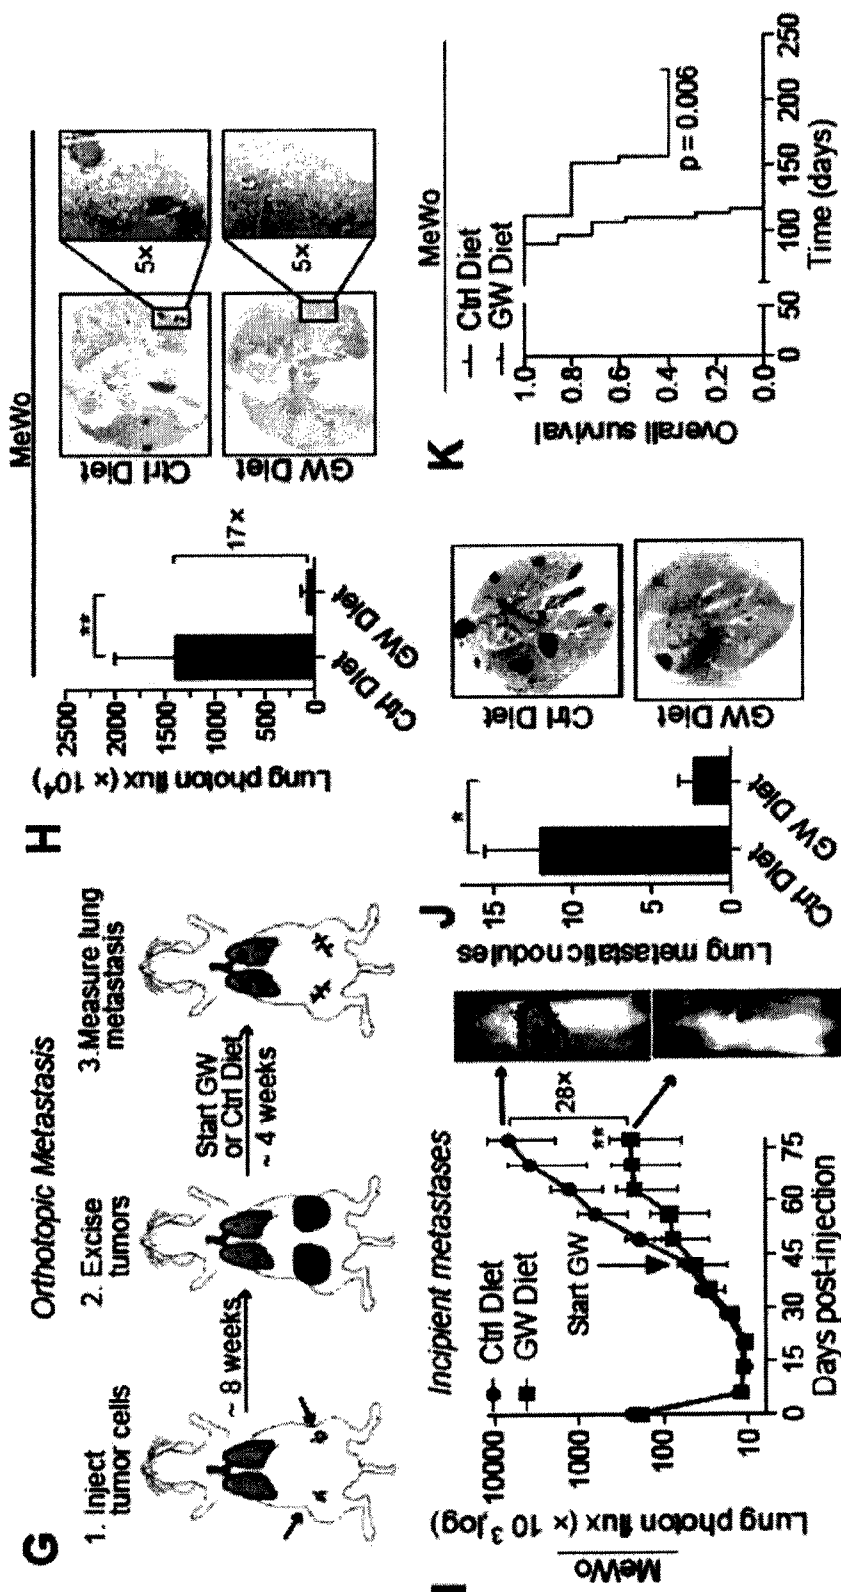 G
Orthotopic Metastasis
1. Inject
tumor cells
~ 8 weeks
2. Excise
tumors
Start GW
or Ctrl Diet
~ 4 weeks
3.Measure lung
metastasis
H
MeWo
Lung photon flux (× 10⁴)
2500
1500
1000
500
0
**
17×
Ctrl Diet
GW Diet
Ctrl Diet
GW Diet
5×
5×
I
MeWo
Incipient metastases
Lung photon flux (× 10³,log)
10000
1000
100
10
Ctrl Diet
GW Diet
Start GW
28×
**
0 15 30 45 60 75
Days post-injection
J
Lung metastatic nodules
15
10
5
0
*
Ctrl Diet
GW Diet
Ctrl Diet
GW Diet
K
MeWo
Ctrl Diet
GW Diet
Overall survival
1.0
0.8
0.6
0.4
0.2
0.0
p = 0.006
0 50 100 150 200 250
Time (days)